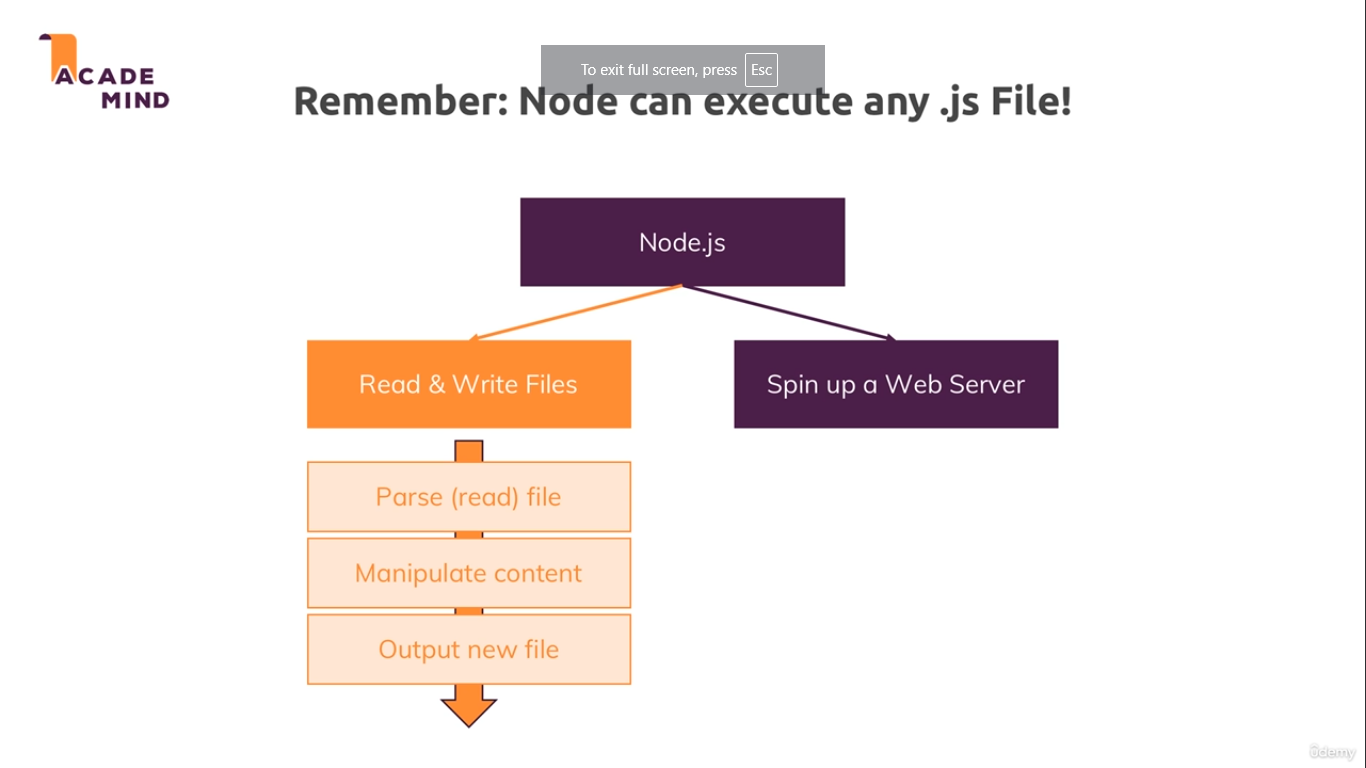 ACADE
MIND
To exit full screen, press Esc
Remember: Node can execute any .js File!
Node.js
Read & Write Files
Spin up a Web Server
Parse (read) file
Manipulate content
Output new file
ûdemy